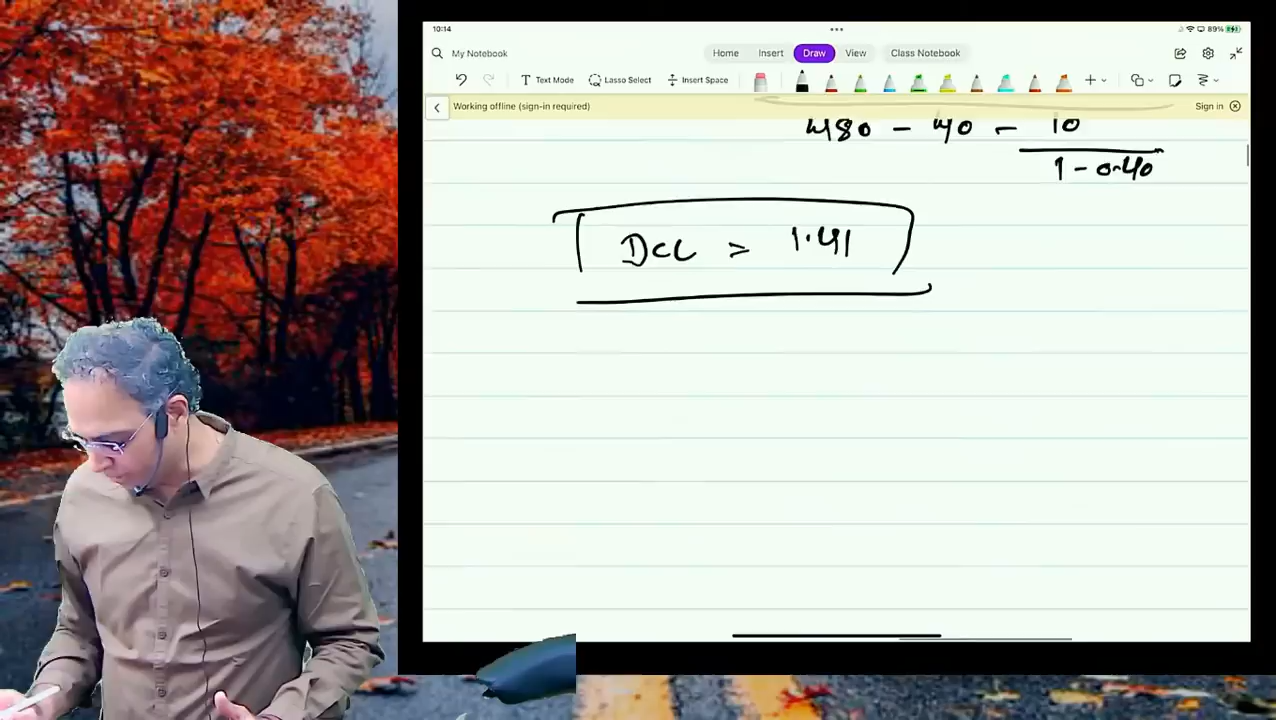 10:14
89%
My Notebook
Home Insert Draw View Class Notebook
Text Mode Lasso Select Insert Space
Working offline (sign-in required) Sign in
480 - 40 - 10
1 - 0.40
DCL = 1.41